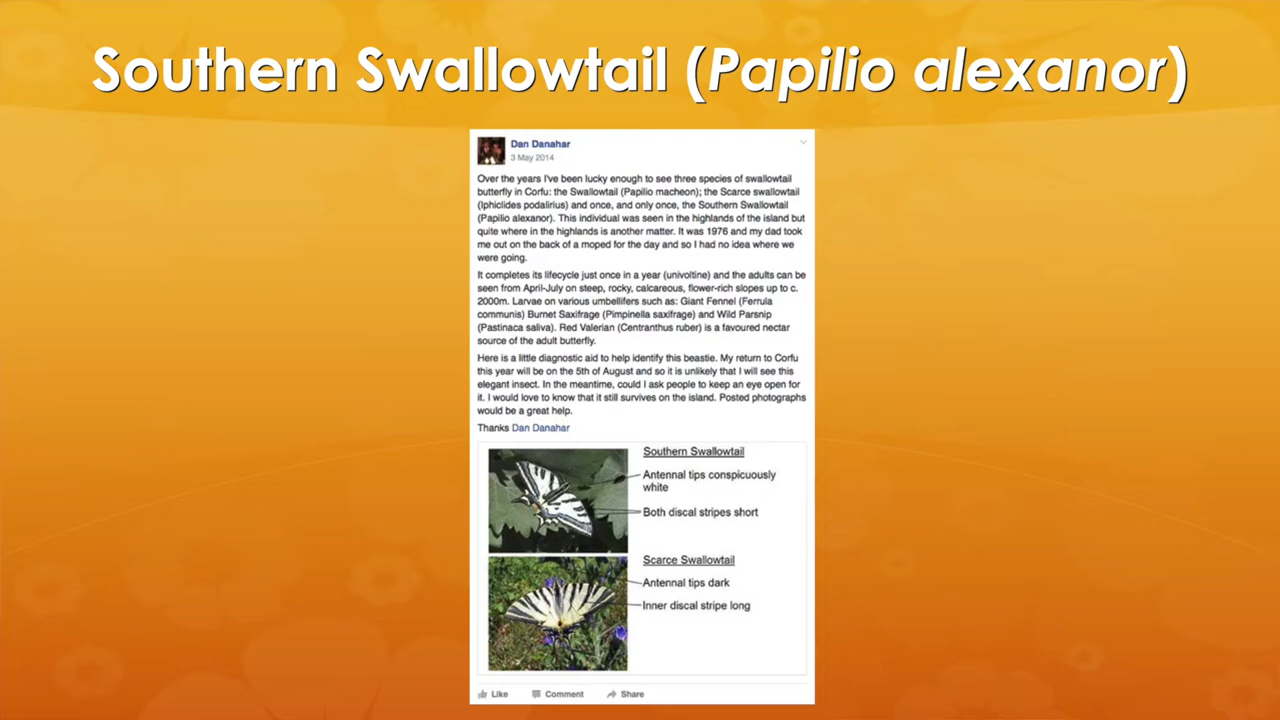 Southern Swallowtail (Papilio alexanor)
Dan Danahar
3 May 2014
Over the years I've been lucky enough to see three species of swallowtail
butterfly in Corfu: the Swallowtail (Papilio macheon); the Scarce swallowtail
(Iphiclides podalirius) and once, and only once, the Southern Swallowtail
(Papilio alexanor). This individual was seen in the highlands of the island but
quite where in the highlands is another matter. It was 1976 and my dad took
me out on the back of a moped for the day and so I had no idea where we
were going.
It completes its lifecycle just once in a year (univoltine) and the adults can be
seen from April-July on steep, rocky, calcareous, flower-rich slopes up to c.
2000m. Larvae on various umbellifers such as: Giant Fennel (Ferrula
communis) Burnet Saxifrage (Pimpinella saxifrage) and Wild Parsnip
(Pastinaca saliva). Red Valerian (Centranthus ruber) is a favoured nectar
source of the adult butterfly.
Here is a little diagnostic aid to help identify this beastie. My return to Corfu
this year will be on the 5th of August and so it is unlikely that I will see this
elegant insect. In the meantime, could I ask people to keep an eye open for
it. I would love to know that it still survives on the island. Posted photographs
would be a great help.
Thanks Dan Danahar
Southern Swallowtail
Antennal tips conspicuously
white
Both discal stripes short
Scarce Swallowtail
Antennal tips dark
Inner discal stripe long
Like Comment Share